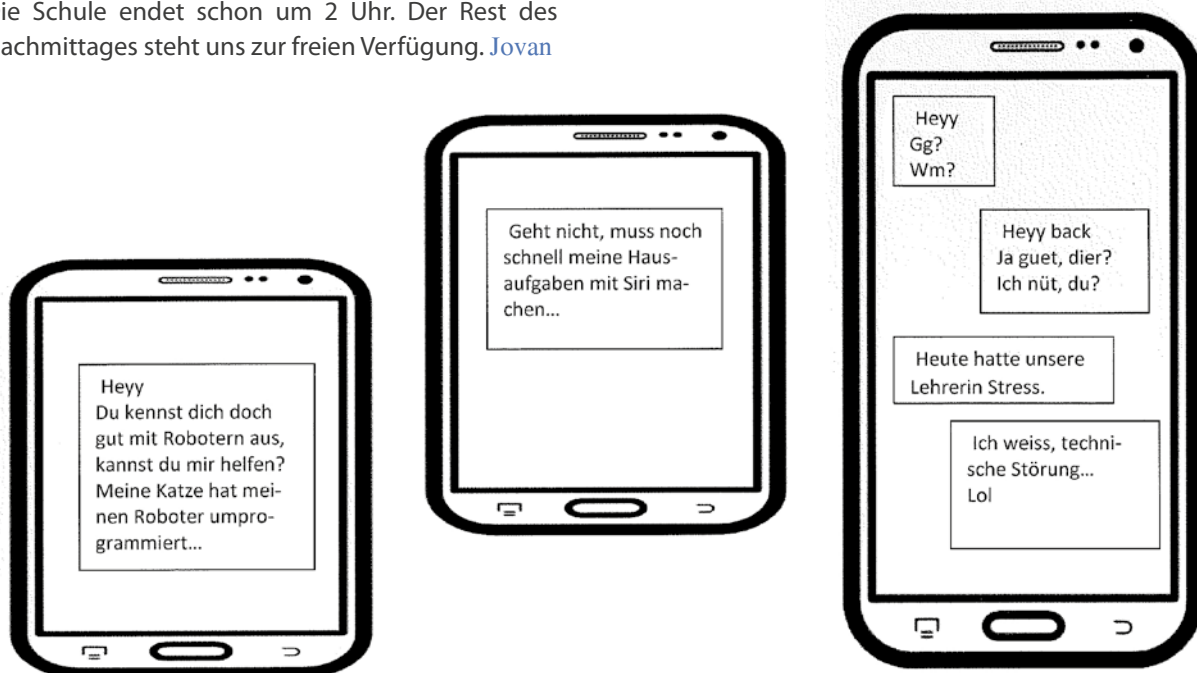 ie Schule endet schon um 2 Uhr. Der Rest des
achmittages steht uns zur freien Verfügung. Jovan
Heyy
Du kennst dich doch
gut mit Robotern aus,
kannst du mir helfen?
Meine Katze hat mei-
nen Roboter umpro-
grammiert...
Geht nicht, muss noch
schnell meine Haus-
aufgaben mit Siri ma-
chen...
Heyy
Gg?
Wm?
Heyy back
Ja guet, dier?
Ich nüt, du?
Heute hatte unsere
Lehrerin Stress.
Ich weiss, techni-
sche Störung...
Lol